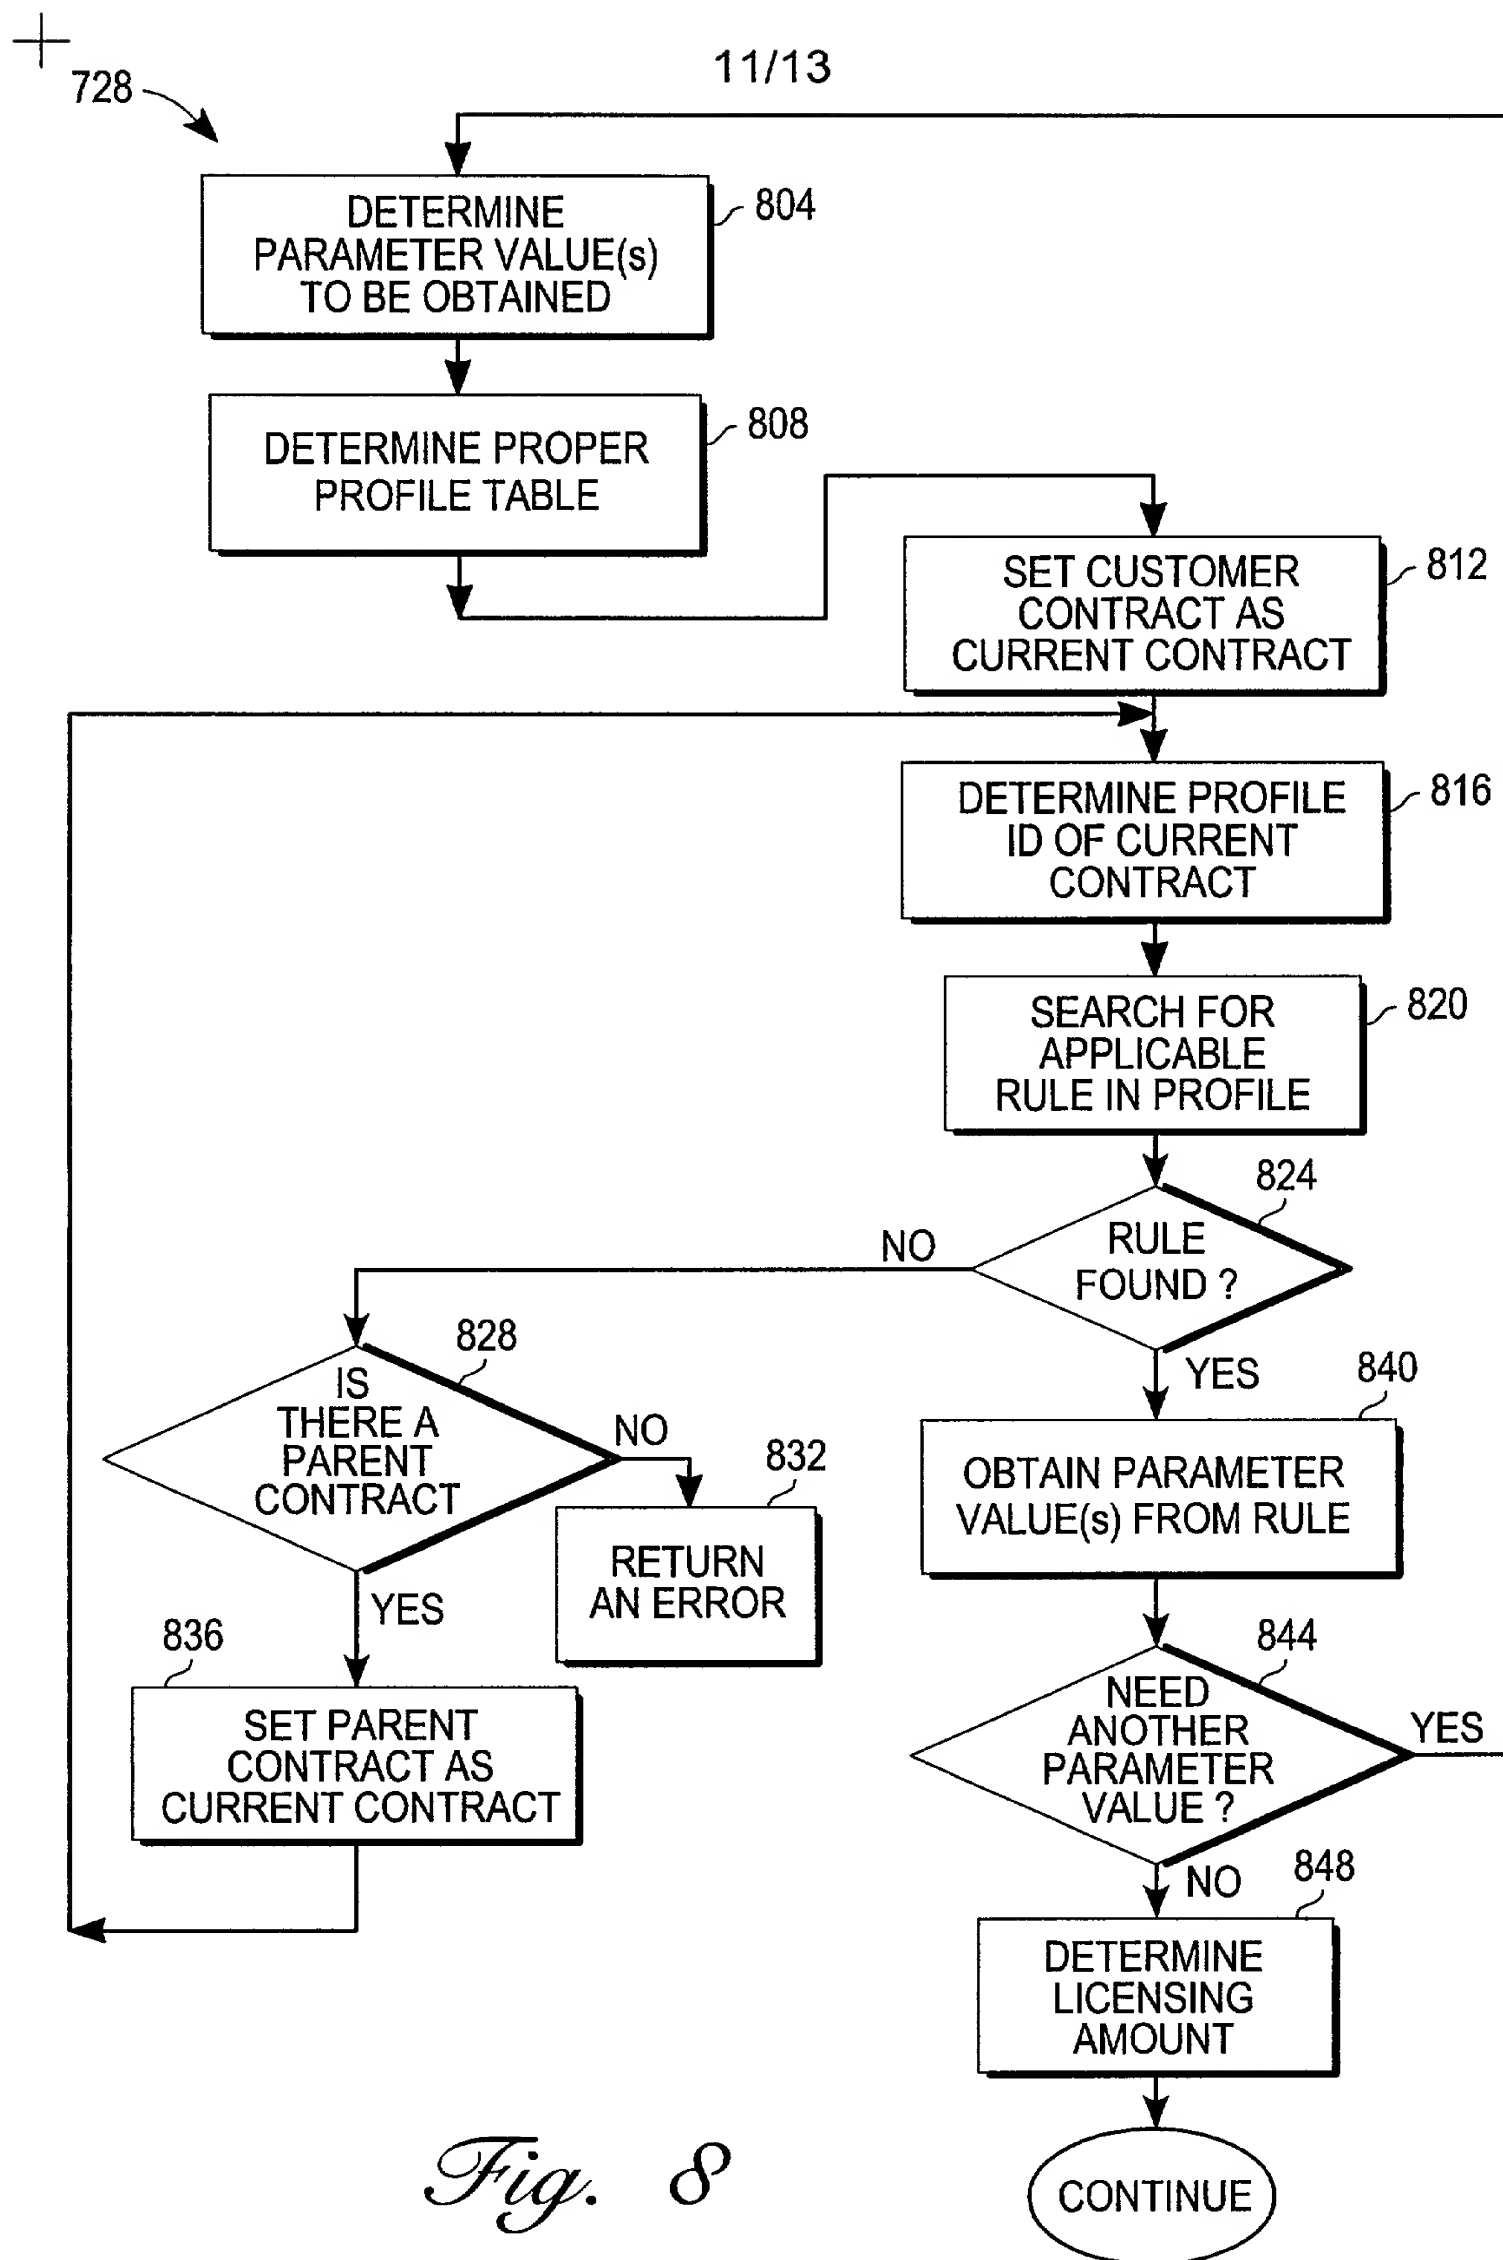 11/13
728
DETERMINE
PARAMETER VALUE(s)
TO BE OBTAINED
804
DETERMINE PROPER
PROFILE TABLE
808
SET CUSTOMER
CONTRACT AS
CURRENT CONTRACT
812
DETERMINE PROFILE
ID OF CURRENT
CONTRACT
816
SEARCH FOR
APPLICABLE
RULE IN PROFILE
820
RULE
FOUND ?
824
NO
YES
IS
THERE A
PARENT
CONTRACT
828
NO
YES
RETURN
AN ERROR
832
SET PARENT
CONTRACT AS
CURRENT CONTRACT
836
OBTAIN PARAMETER
VALUE(s) FROM RULE
840
NEED
ANOTHER
PARAMETER
VALUE ?
844
YES
NO
DETERMINE
LICENSING
AMOUNT
848
CONTINUE
Fig. 8